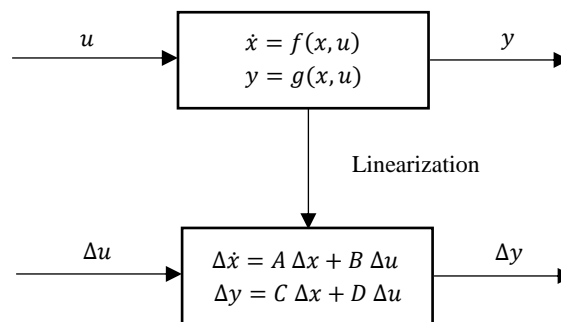 u
ẋ = f(x, u)
y = g(x, u)
y
Linearization
Δu
Δẋ = A Δx + B Δu
Δy = C Δx + D Δu
Δy